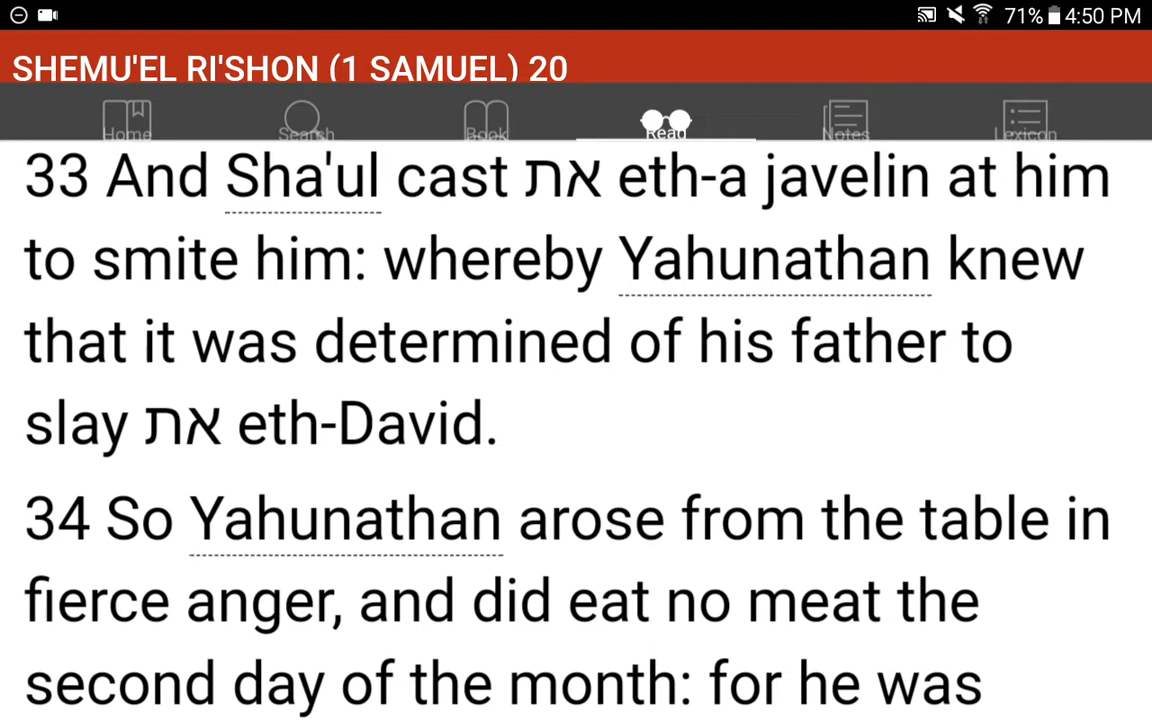 71% 4:50 PM
SHEMU'EL RI'SHON (1 SAMUEL) 20
Home Search Book Read Notes Lexicon
33 And Sha'ul cast את eth-a javelin at him
to smite him: whereby Yahunathan knew
that it was determined of his father to
slay את eth-David.
34 So Yahunathan arose from the table in
fierce anger, and did eat no meat the
second day of the month: for he was